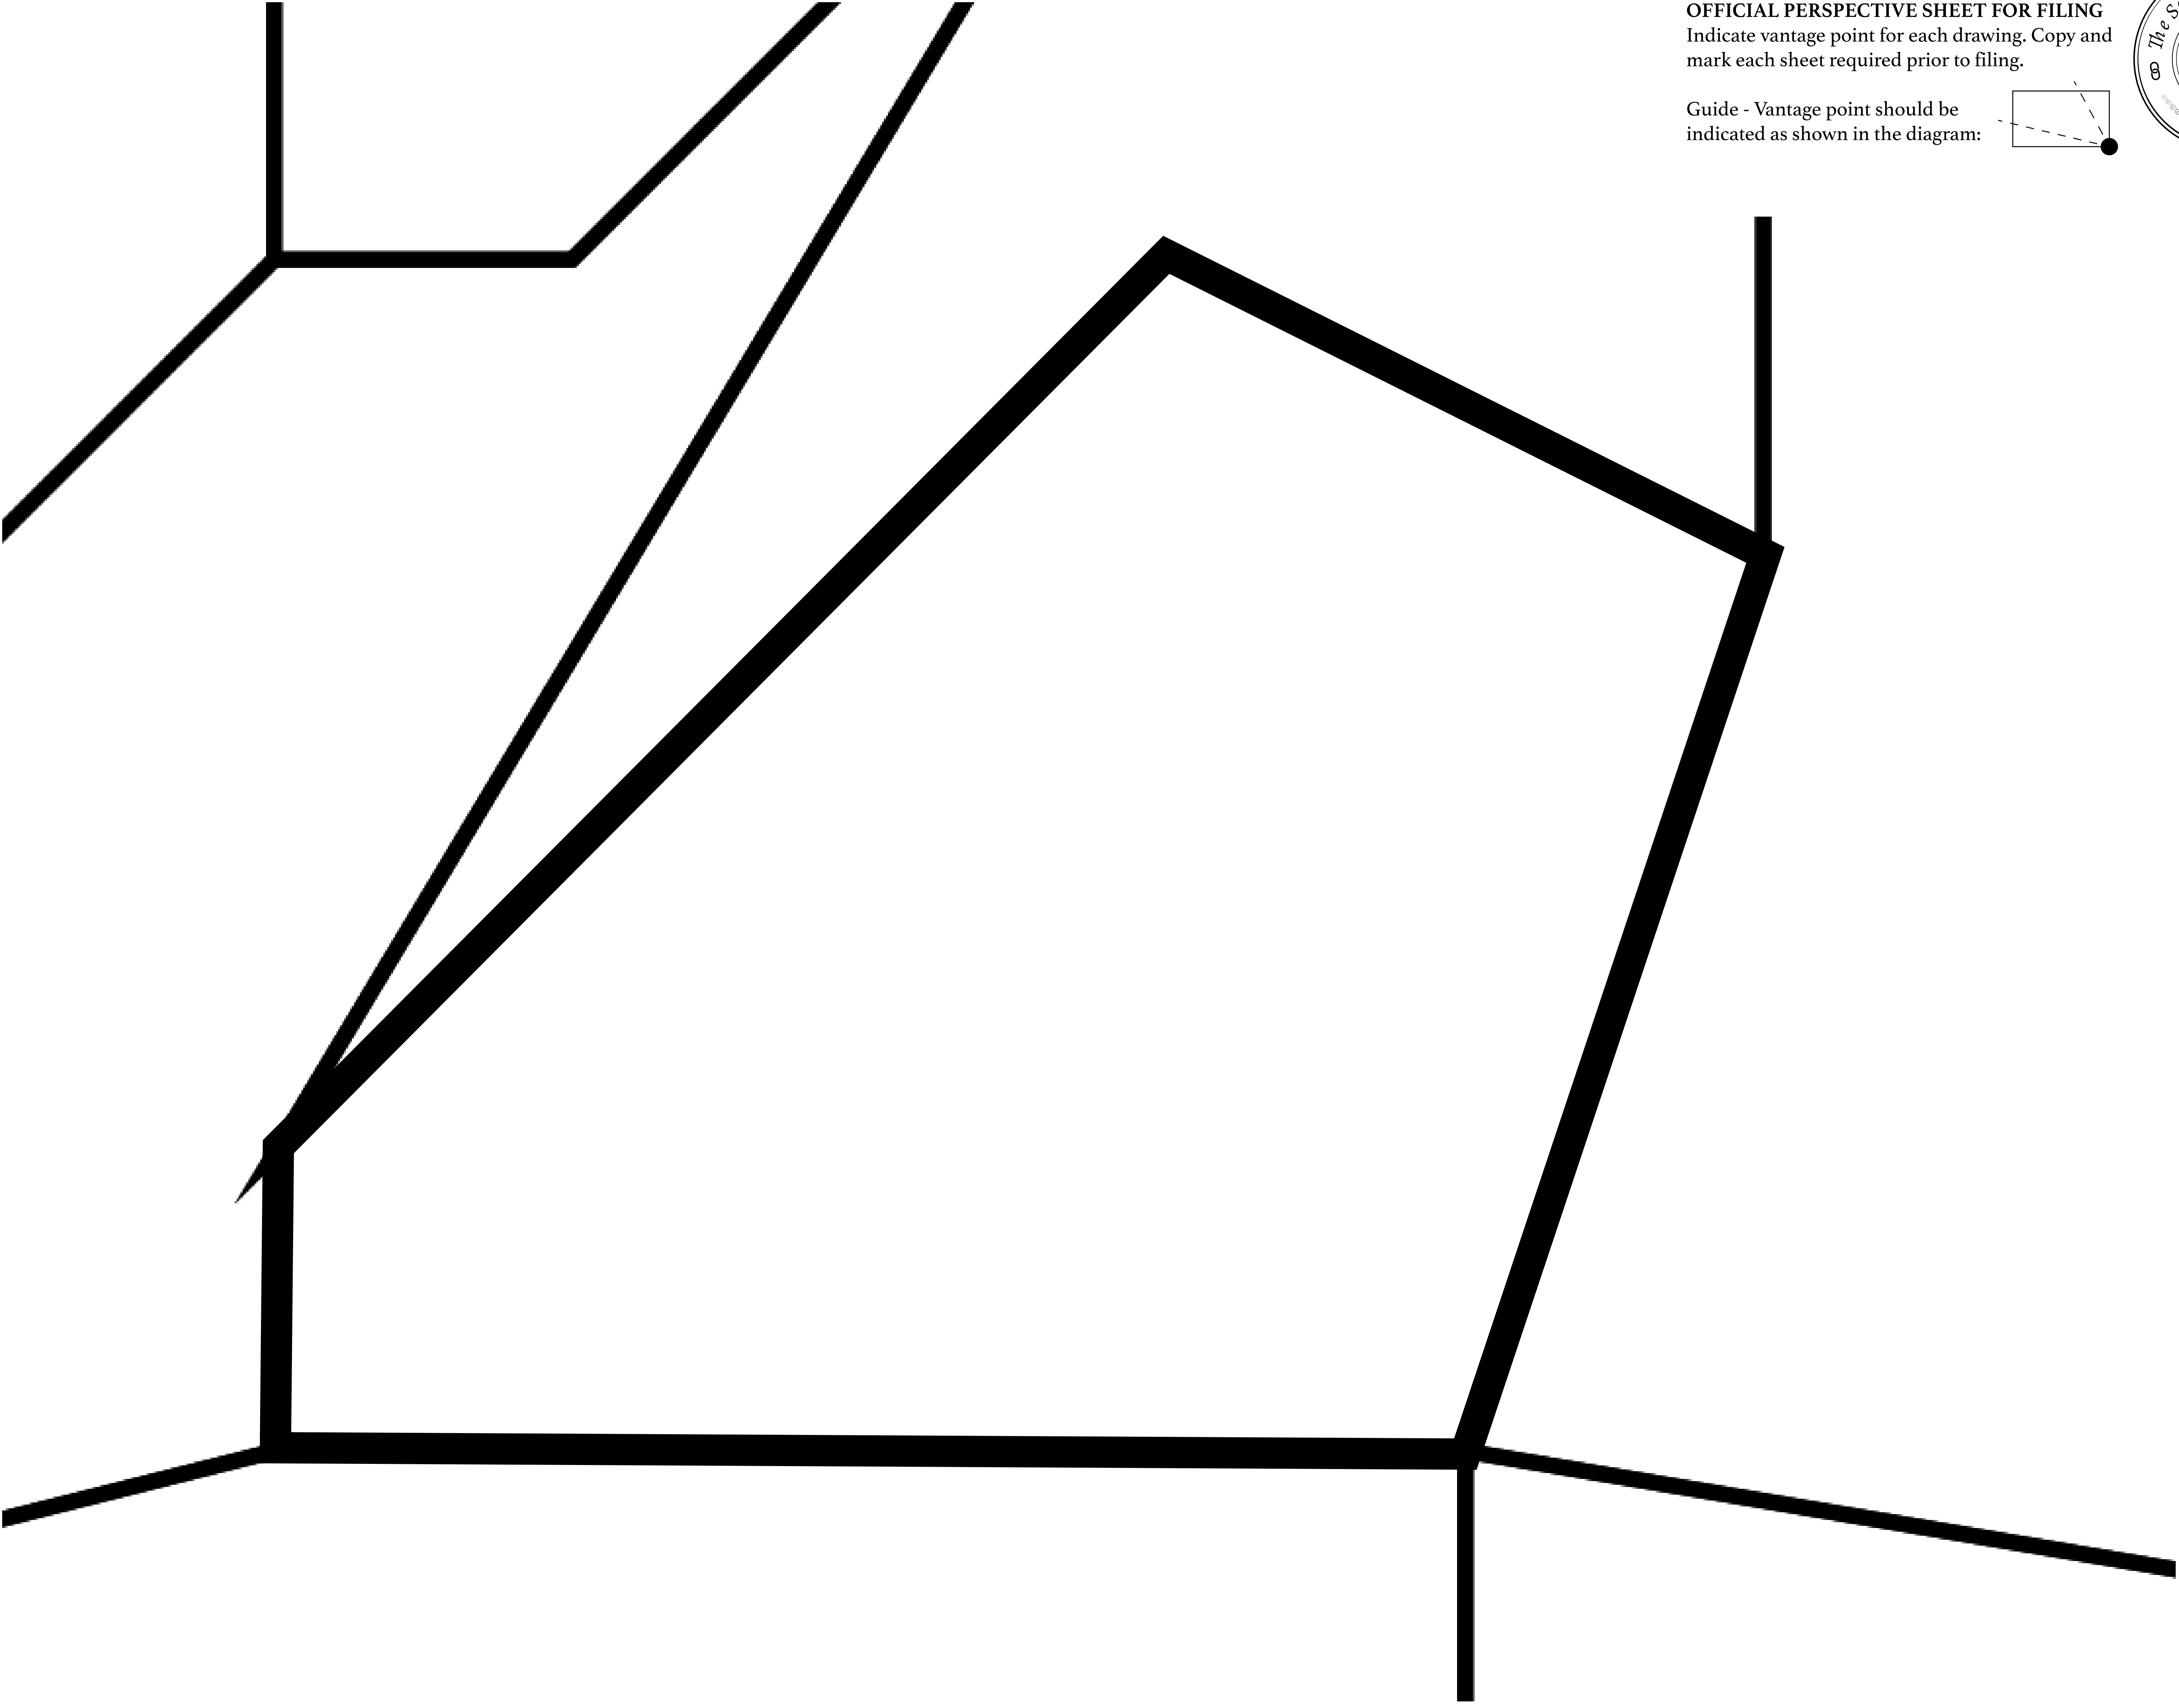 OFFICIAL PERSPECTIVE SHEET FOR FILING
Indicate vantage point for each drawing. Copy and
mark each sheet required prior to filing.
Guide - Vantage point should be
indicated as shown in the diagram:
The